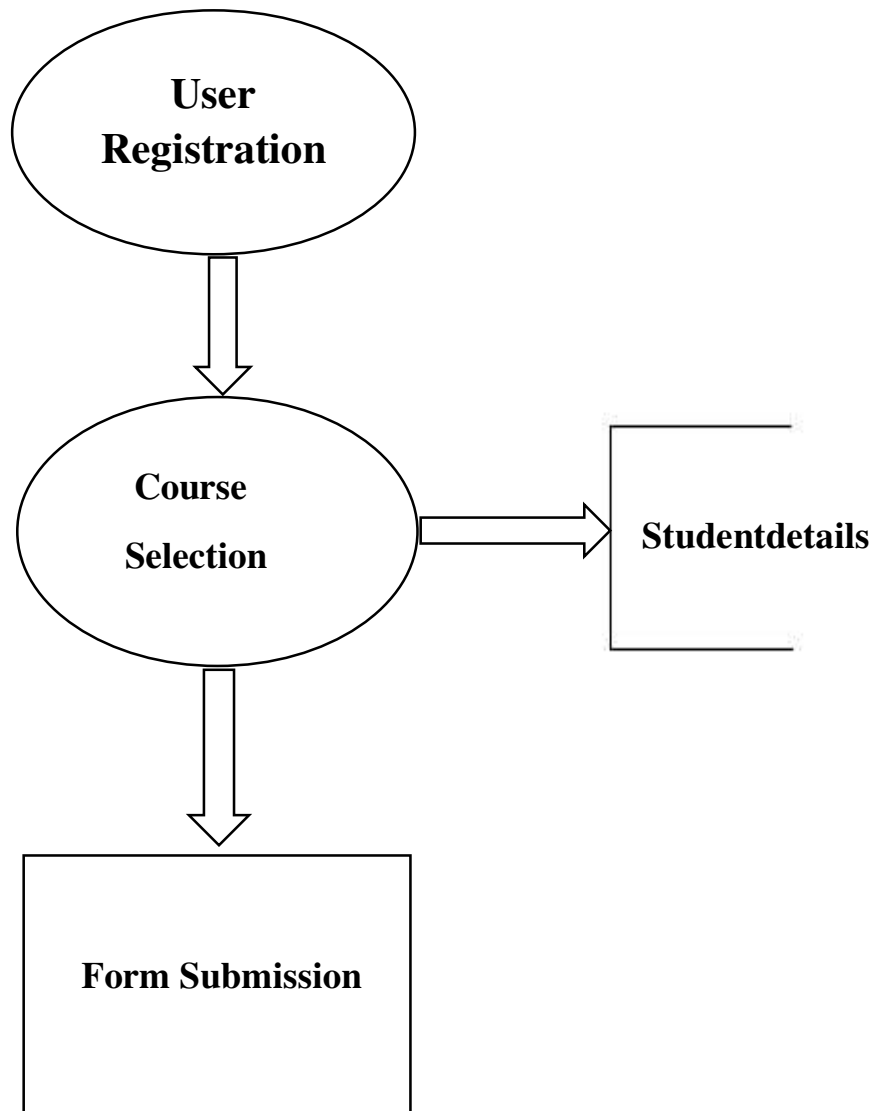 User
Registration
Course
Selection
Studentdetails
Form Submission